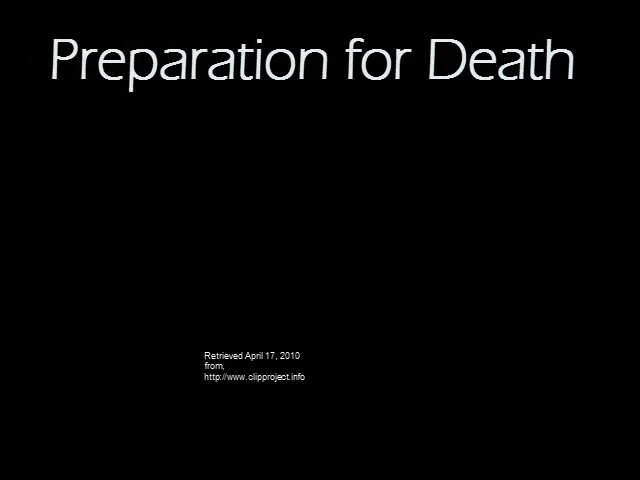 Preparation for Death
Retrieved April 17, 2010
from,
http://www.clipproject.info